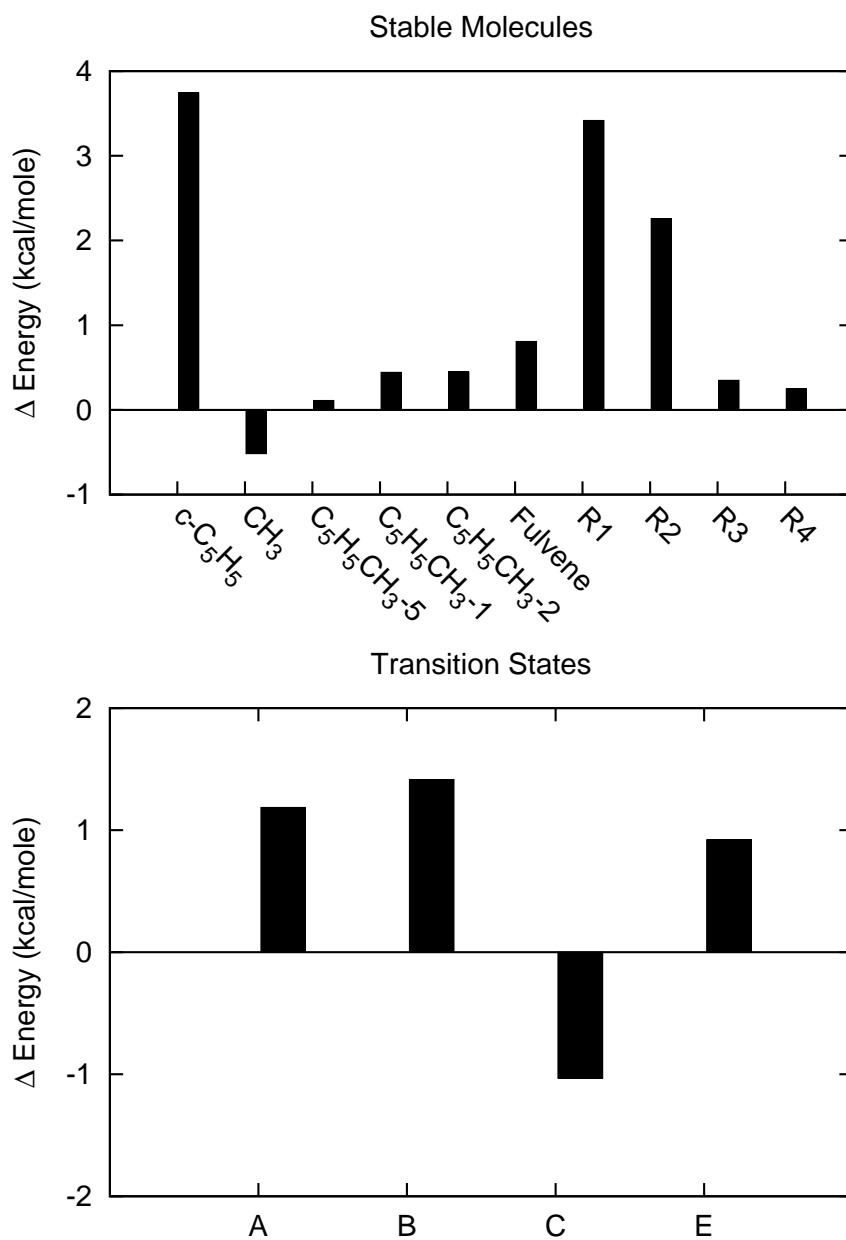 Stable Molecules
Δ Energy (kcal/mole)
4
3
2
1
0
-1
c-C₅H₅
CH₃
C₅H₅CH₃-5
C₅H₅CH₃-1
C₅H₅CH₃-2
Fulvene
R1
R2
R3
R4
Transition States
Δ Energy (kcal/mole)
2
1
0
-1
-2
A
B
C
E